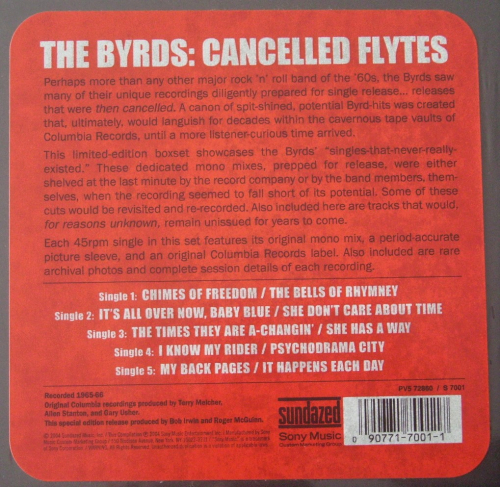 THE BYRDS: CANCELLED FLYTES
Perhaps more than any other major rock 'n' roll band of the '60s, the Byrds saw
many of their unique recordings diligently prepared for single release... releases
that were then cancelled. A canon of spit-shined, potential Byrd-hits was created
that, ultimately, would languish for decades within the cavernous tape vaults of
Columbia Records, until a more listener-curious time arrived.
This limited-edition boxset showcases the Byrds' "singles-that-never-really-
existed." These dedicated mono mixes, prepped for release, were either
shelved at the last minute by the record company or by the band members, them-
selves, when the recording seemed to fall short of its potential. Some of these
cuts would be revisited and re-recorded. Also included here are tracks that would,
for reasons unknown, remain unissued for years to come.
Each 45rpm single in this set features its original mono mix, a period-accurate
picture sleeve, and an original Columbia Records label. Also included are rare
archival photos and complete session details of each recording.
Single 1: CHIMES OF FREEDOM / THE BELLS OF RHYMNEY
Single 2: IT'S ALL OVER NOW, BABY BLUE / SHE DON'T CARE ABOUT TIME
Single 3: THE TIMES THEY ARE A-CHANGIN' / SHE HAS A WAY
Single 4: I KNOW MY RIDER / PSYCHODRAMA CITY
Single 5: MY BACK PAGES / IT HAPPENS EACH DAY
Recorded 1965-66
Original Columbia recordings produced by Terry Melcher,
Allen Stanton, and Gary Usher.
This special edition release produced by Bob Irwin and Roger McGuinn.
S 7001
sundazed
Sony Music
0 90771-7001-1